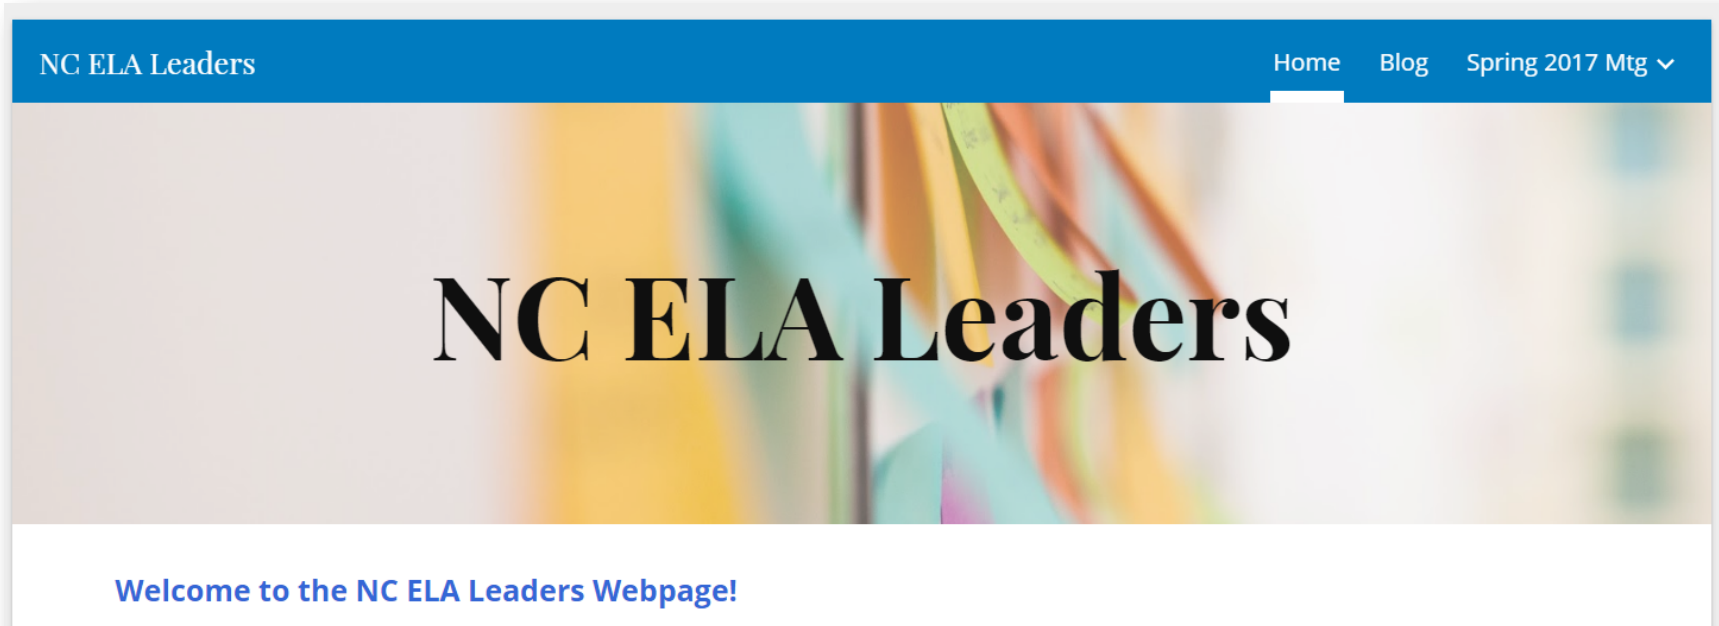 NC ELA Leaders
Home Blog Spring 2017 Mtg
NC ELA Leaders
Welcome to the NC ELA Leaders Webpage!